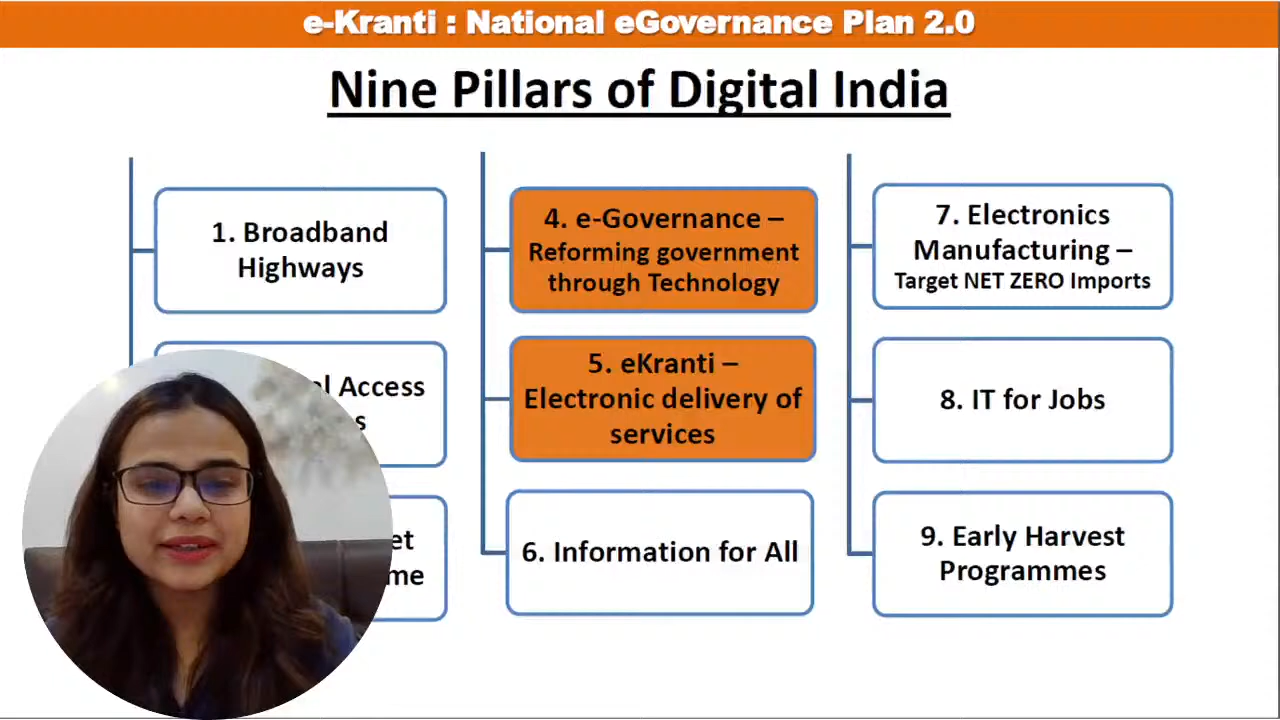 e-Kranti : National eGovernance Plan 2.0
Nine Pillars of Digital India
1. Broadband
Highways
Access
4. e-Governance –
Reforming government
through Technology
5. eKranti –
Electronic delivery of
services
6. Information for All
7. Electronics
Manufacturing –
Target NET ZERO Imports
8. IT for Jobs
9. Early Harvest
Programmes